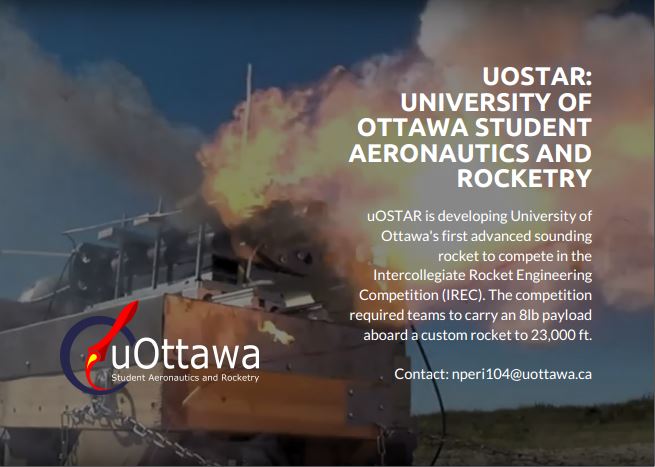 UOSTAR:
UNIVERSITY OF
OTTAWA STUDENT
AERONAUTICS AND
ROCKETRY
uOSTAR is developing University of
Ottawa's first advanced sounding
rocket to compete in the
Intercollegiate Rocket Engineering
Competition (IREC). The competition
required teams to carry an 8lb payload
aboard a custom rocket to 23,000 ft.
Contact: nperi104@uottawa.ca
uOttawa
Student Aeronautics and Rocketry